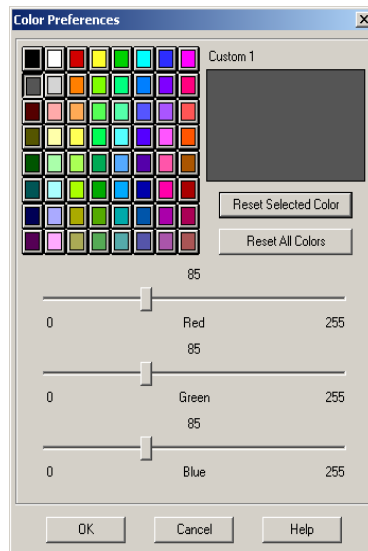 Color Preferences
Custom 1
Reset Selected Color
Reset All Colors
85
0 Red 255
85
0 Green 255
85
0 Blue 255
OK Cancel Help